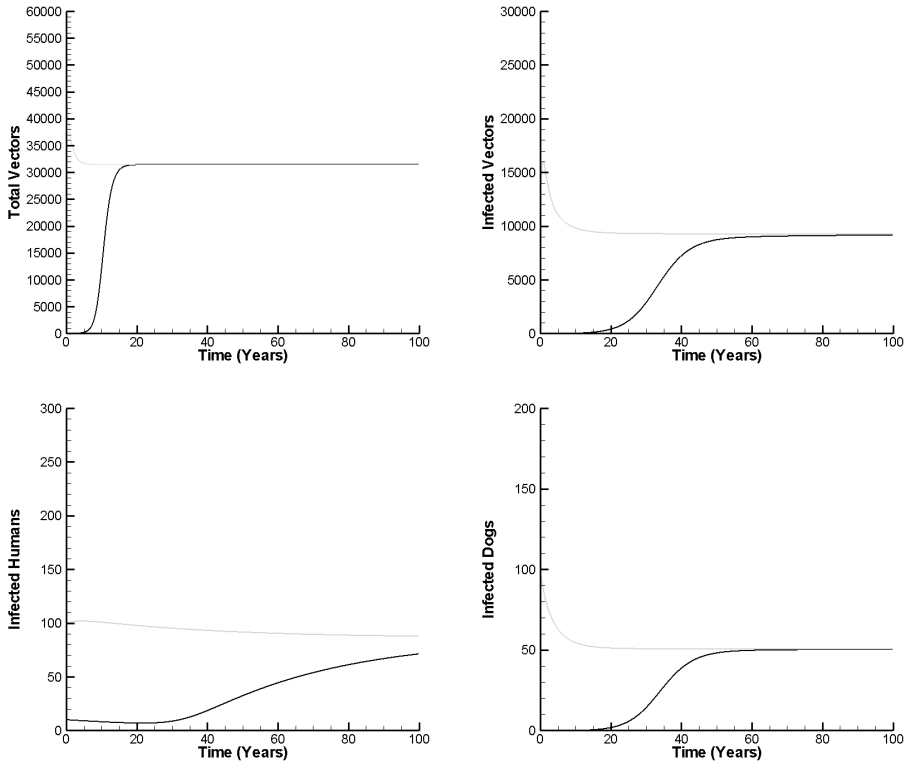 60000
55000
50000
45000
40000
35000
30000
25000
20000
15000
10000
5000
0
Total Vectors
0 20 40 60 80 100
Time (Years)
30000
25000
20000
15000
10000
5000
0
Infected Vectors
0 20 40 60 80 100
Time (Years)
300
250
200
150
100
50
0
Infected Humans
0 20 40 60 80 100
Time (Years)
200
150
100
50
0
Infected Dogs
0 20 40 60 80 100
Time (Years)